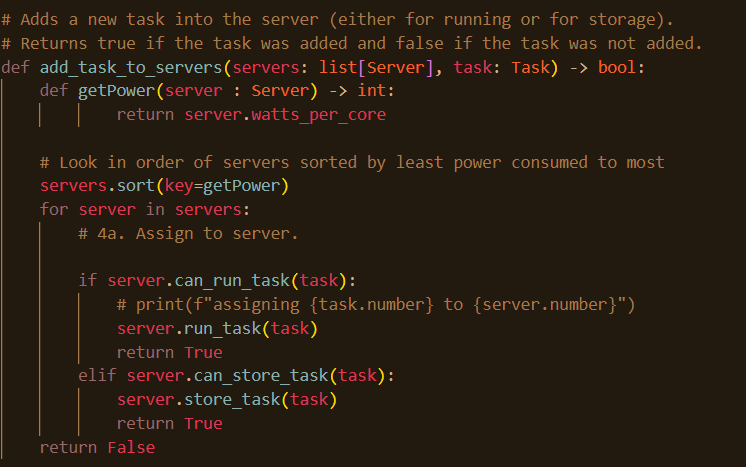 # Adds a new task into the server (either for running or for storage).
# Returns true if the task was added and false if the task was not added.
def add_task_to_servers(servers: list[Server], task: Task) -> bool:
    def getPower(server : Server) -> int:
            return server.watts_per_core

    # Look in order of servers sorted by least power consumed to most
    servers.sort(key=getPower)
    for server in servers:
        # 4a. Assign to server.

        if server.can_run_task(task):
            # print(f"assigning {task.number} to {server.number}")
            server.run_task(task)
            return True
        elif server.can_store_task(task):
            server.store_task(task)
            return True
    return False